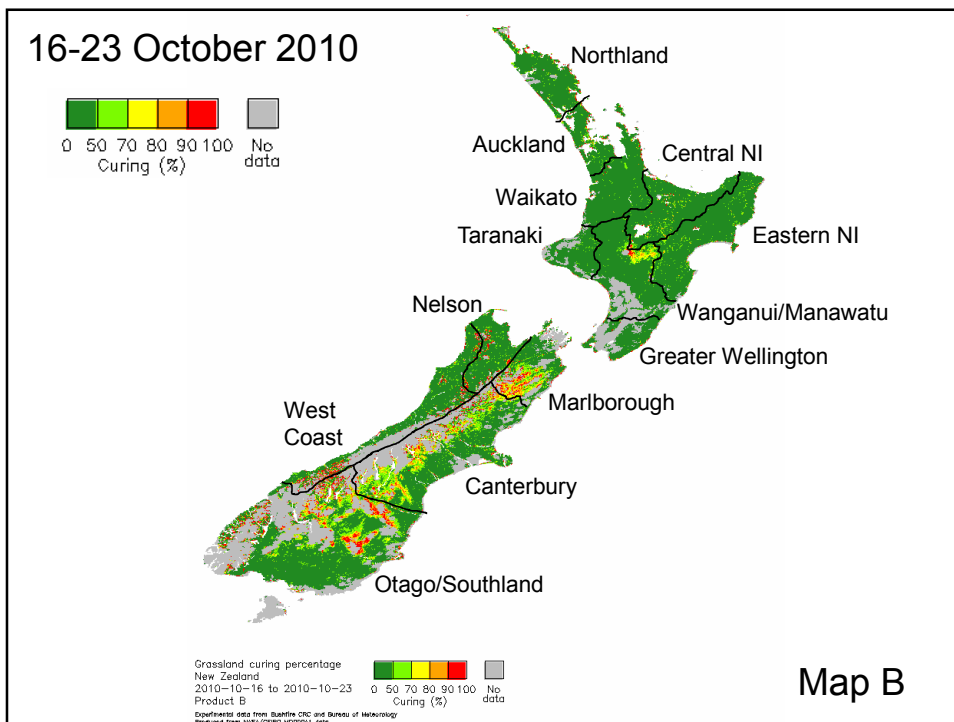 16-23 October 2010
0 50 70 80 90 100
Curing (%)
No
data
Northland
Auckland
Central NI
Waikato
Taranaki
Eastern NI
Nelson
Wanganui/Manawatu
Greater Wellington
Marlborough
West
Coast
Canterbury
Otago/Southland
Grassland curing percentage
New Zealand
2010-10-16 to 2010-10-23
Product B
0 50 70 80 90 100
Curing (%)
No
data
Map B
Experimental data from Bushfire CRC and Bureau of Meteorology